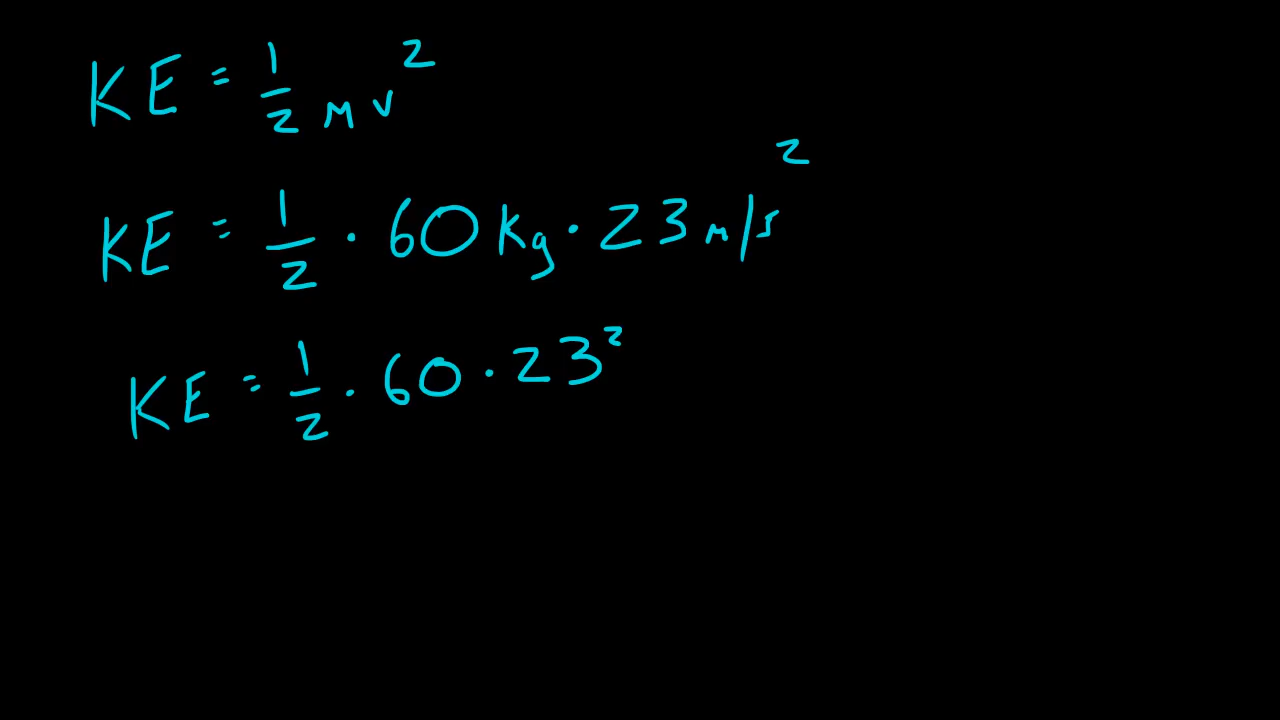 KE = 1/2 mv²
KE = 1/2 · 60 kg · 23 m/s²
KE = 1/2 · 60 · 23²